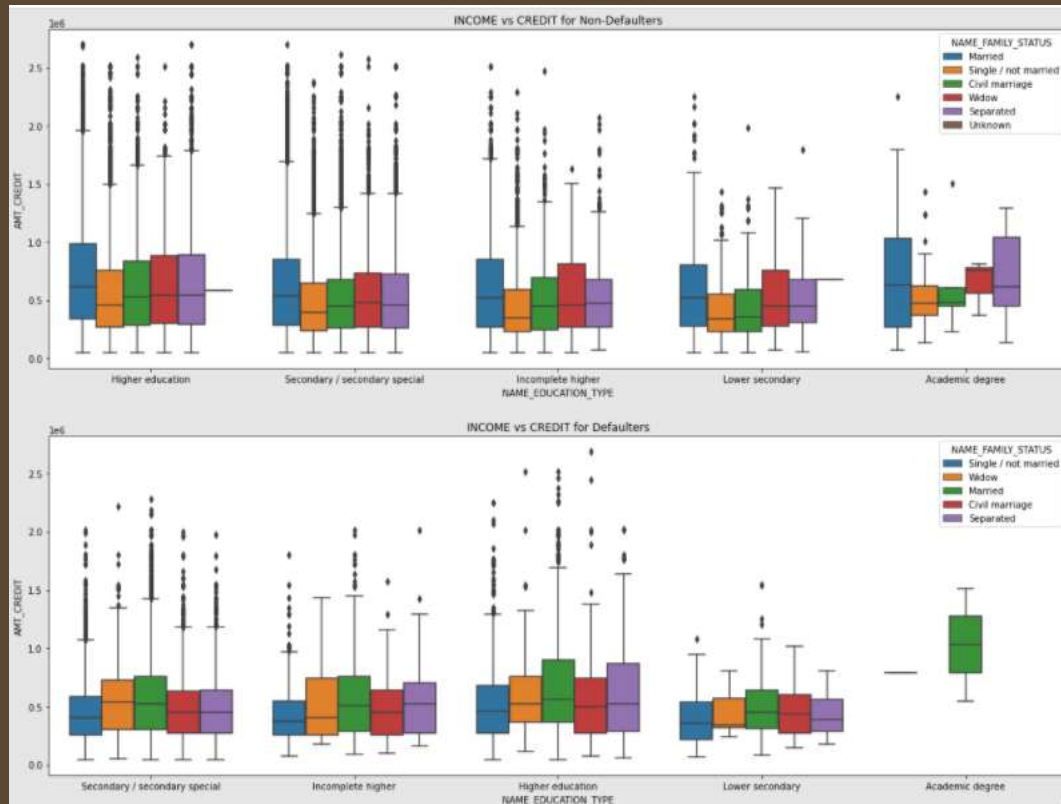 INCOME vs CREDIT for Non-Defaulters
1e6
NAME_FAMILY_STATUS
Married
Single / not married
Civil marriage
Widow
Separated
Unknown
2.5
2.0
1.5
1.0
0.5
0.0
AMT_CREDIT
Higher education
Secondary / secondary special
Incomplete higher
Lower secondary
Academic degree
NAME_EDUCATION_TYPE
INCOME vs CREDIT for Defaulters
1e6
NAME_FAMILY_STATUS
Single / not married
Widow
Married
Civil marriage
Separated
2.5
2.0
1.5
1.0
0.5
0.0
AMT_CREDIT
Secondary / secondary special
Incomplete higher
Higher education
Lower secondary
Academic degree
NAME_EDUCATION_TYPE